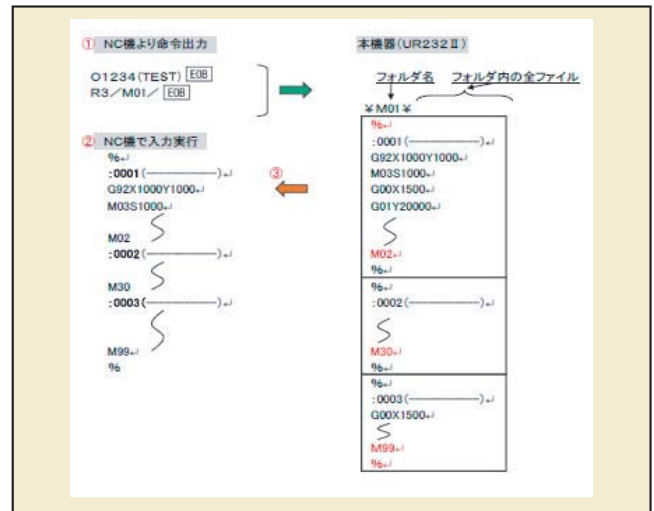 ① NC機より命令出力
O1234(TEST) EOB
R3／M01／ EOB
② NC機で入力実行
%↵
:0001(――――)↵
G92X1000Y1000↵
M03S1000↵
M02
:0002(――――)↵
M30
:0003(――――)↵
M99↵
%
③
本機器(UR232Ⅱ)
フォルダ名 フォルダ内の全ファイル
￥M01￥
%↵
:0001(――――)↵
G92X1000Y1000↵
M03S1000↵
G00X1500↵
G01Y20000↵
M02↵
%↵
%↵
:0002(――――)↵
M30↵
%↵
%↵
:0003(――――)↵
G00X1500↵
M99↵
%↵